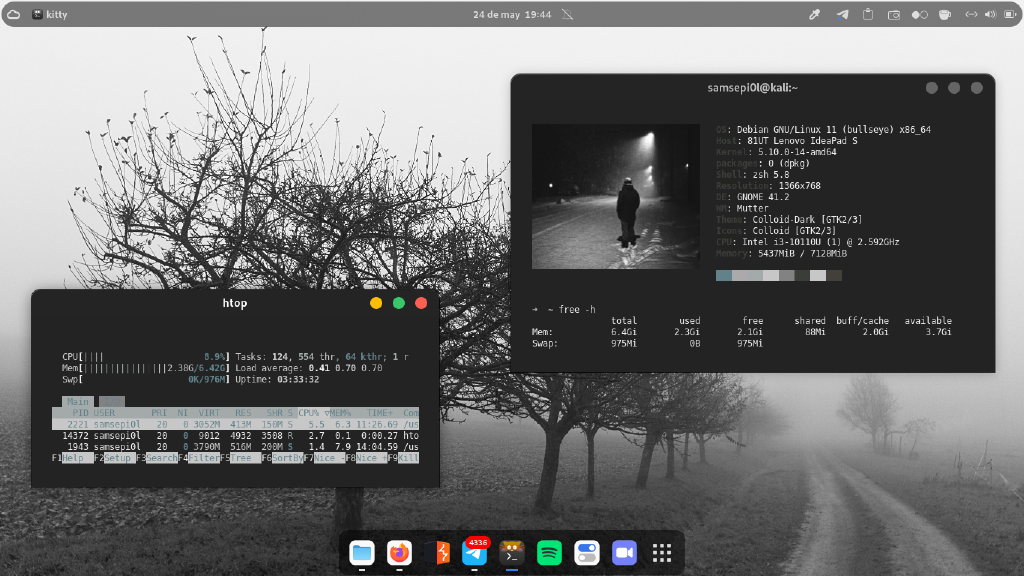 kitty
24 de may 19:44
samsepi0l@kali:~
OS: Debian GNU/Linux 11 (bullseye) x86_64
Host: 81UT Lenovo IdeaPad S
Kernel: 5.10.0-14-amd64
packages: 0 (dpkg)
Shell: zsh 5.8
Resolution: 1366x768
DE: GNOME 41.2
WM: Mutter
Theme: Colloid-Dark [GTK2/3]
Icons: Colloid [GTK2/3]
CPU: Intel i3-10110U (1) @ 2.592GHz
Memory: 5437MiB / 7128MiB
→ ~ free -h
total used free shared buff/cache available
Mem: 6.4Gi 2.3Gi 2.1Gi 88Mi 2.0Gi 3.7Gi
Swap: 975Mi 0B 975Mi
htop
CPU[|||| 8.9%] Tasks: 124, 554 thr, 64 kthr; 1 r
Mem[||||||||||||||||2.38G/6.42G] Load average: 0.41 0.70 0.70
Swp[ 0K/976M] Uptime: 03:33:32
Main
PID USER PRI NI VIRT RES SHR S CPU% ▽MEM% TIME+ Com
2221 samsepi0l 20 0 3052M 413M 150M S 5.5 6.3 11:26.69 /us
14372 samsepi0l 20 0 9012 4932 3508 R 2.7 0.1 0:00.27 hto
1943 samsepi0l 20 0 3790M 516M 200M S 1.4 7.9 14:04.59 /us
F1Help F2Setup F3SearchF4FilterF5Tree F6SortByF7Nice -F8Nice +F9Kill
4336